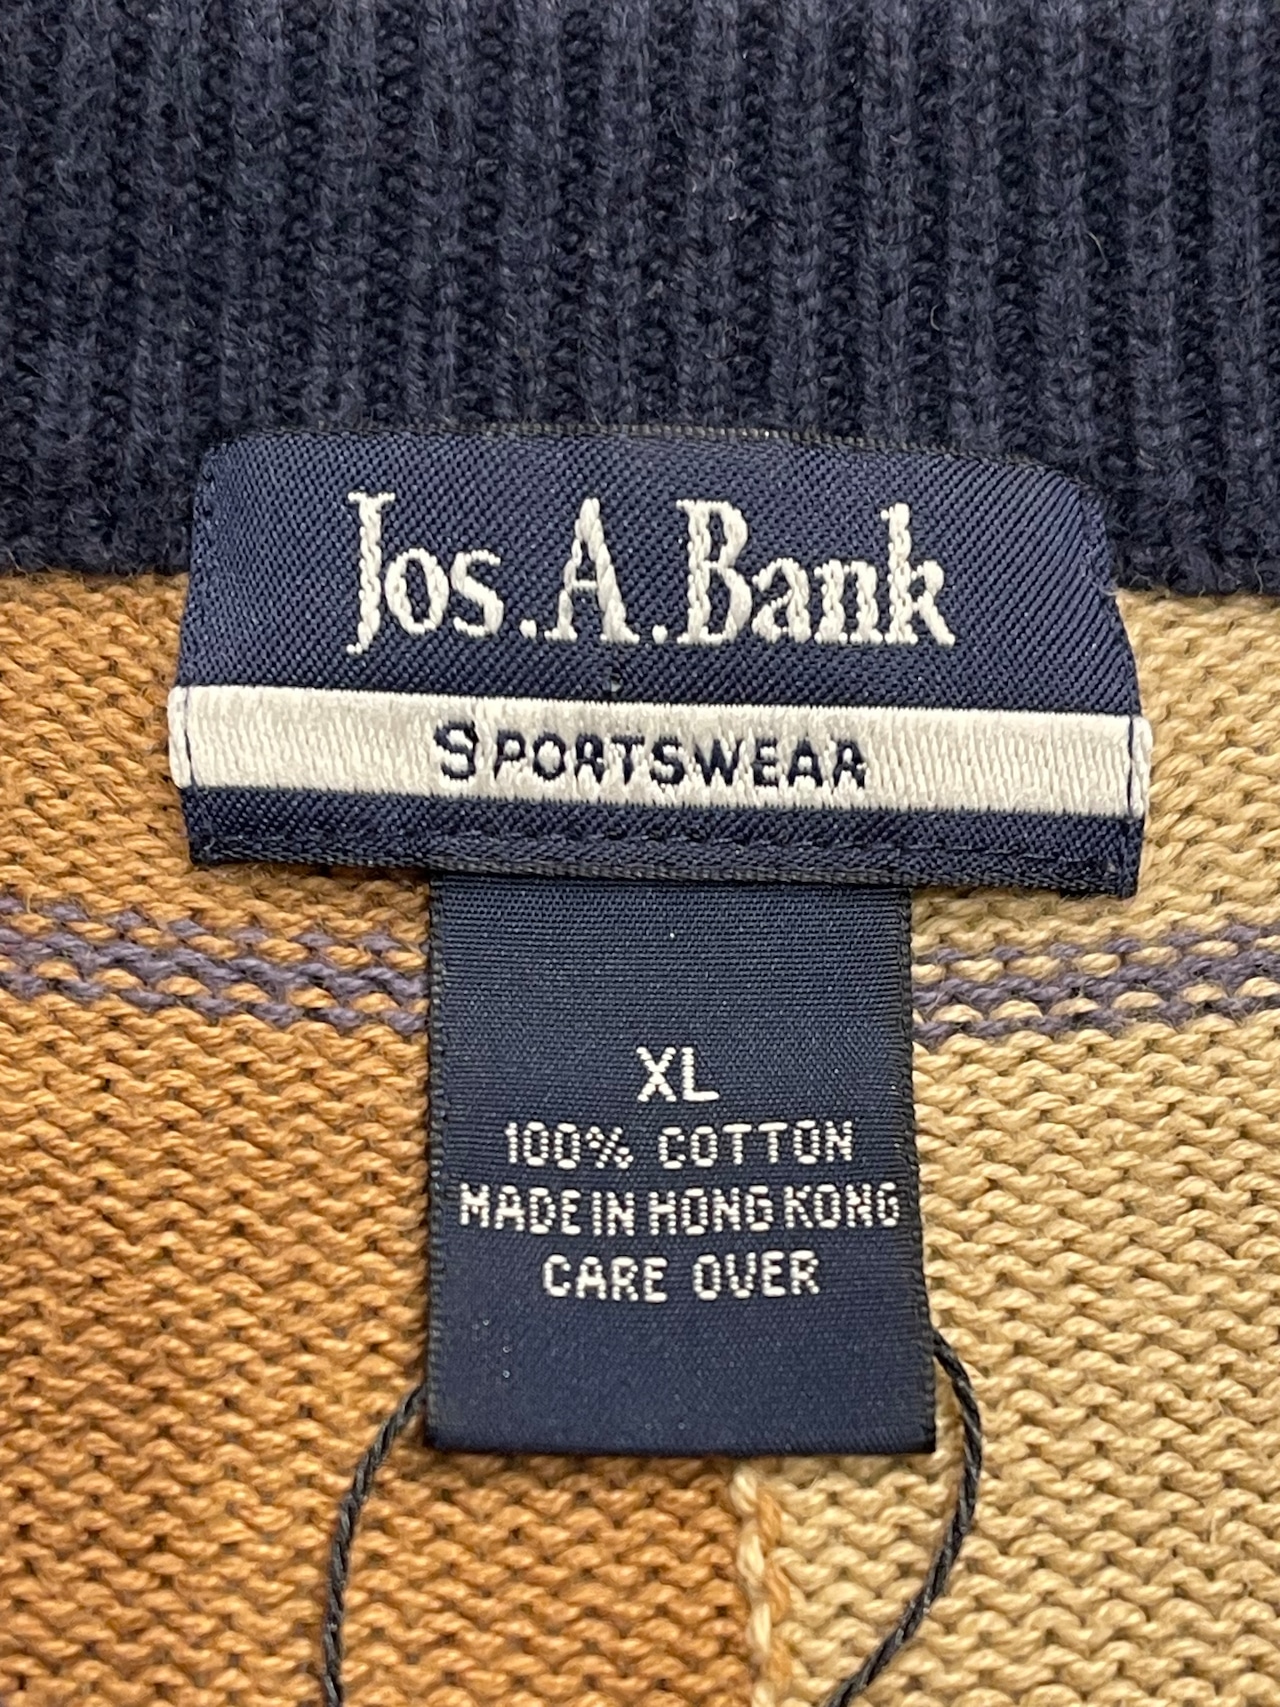 Jos. A. Bank
SPORTSWEAR
XL
100% COTTON
MADE IN HONG KONG
CARE OVER